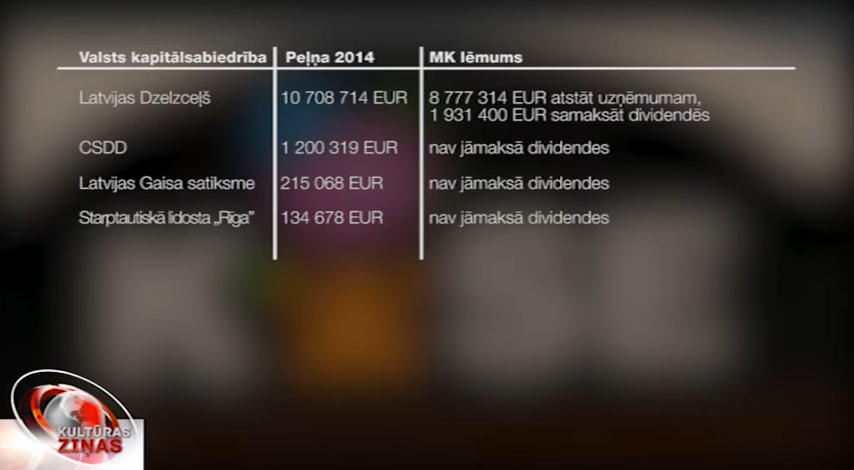 Valsts kapitālsabiedrība Peļņa 2014 MK lēmums
Latvijas Dzelzceļš 10 708 714 EUR 8 777 314 EUR atstāt uzņēmumam,
1 931 400 EUR samaksāt dividendēs
CSDD 1 200 319 EUR nav jāmaksā dividendes
Latvijas Gaisa satiksme 215 068 EUR nav jāmaksā dividendes
Starptautiskā lidosta „Rīga” 134 678 EUR nav jāmaksā dividendes
KULTŪRAS
ZIŅAS